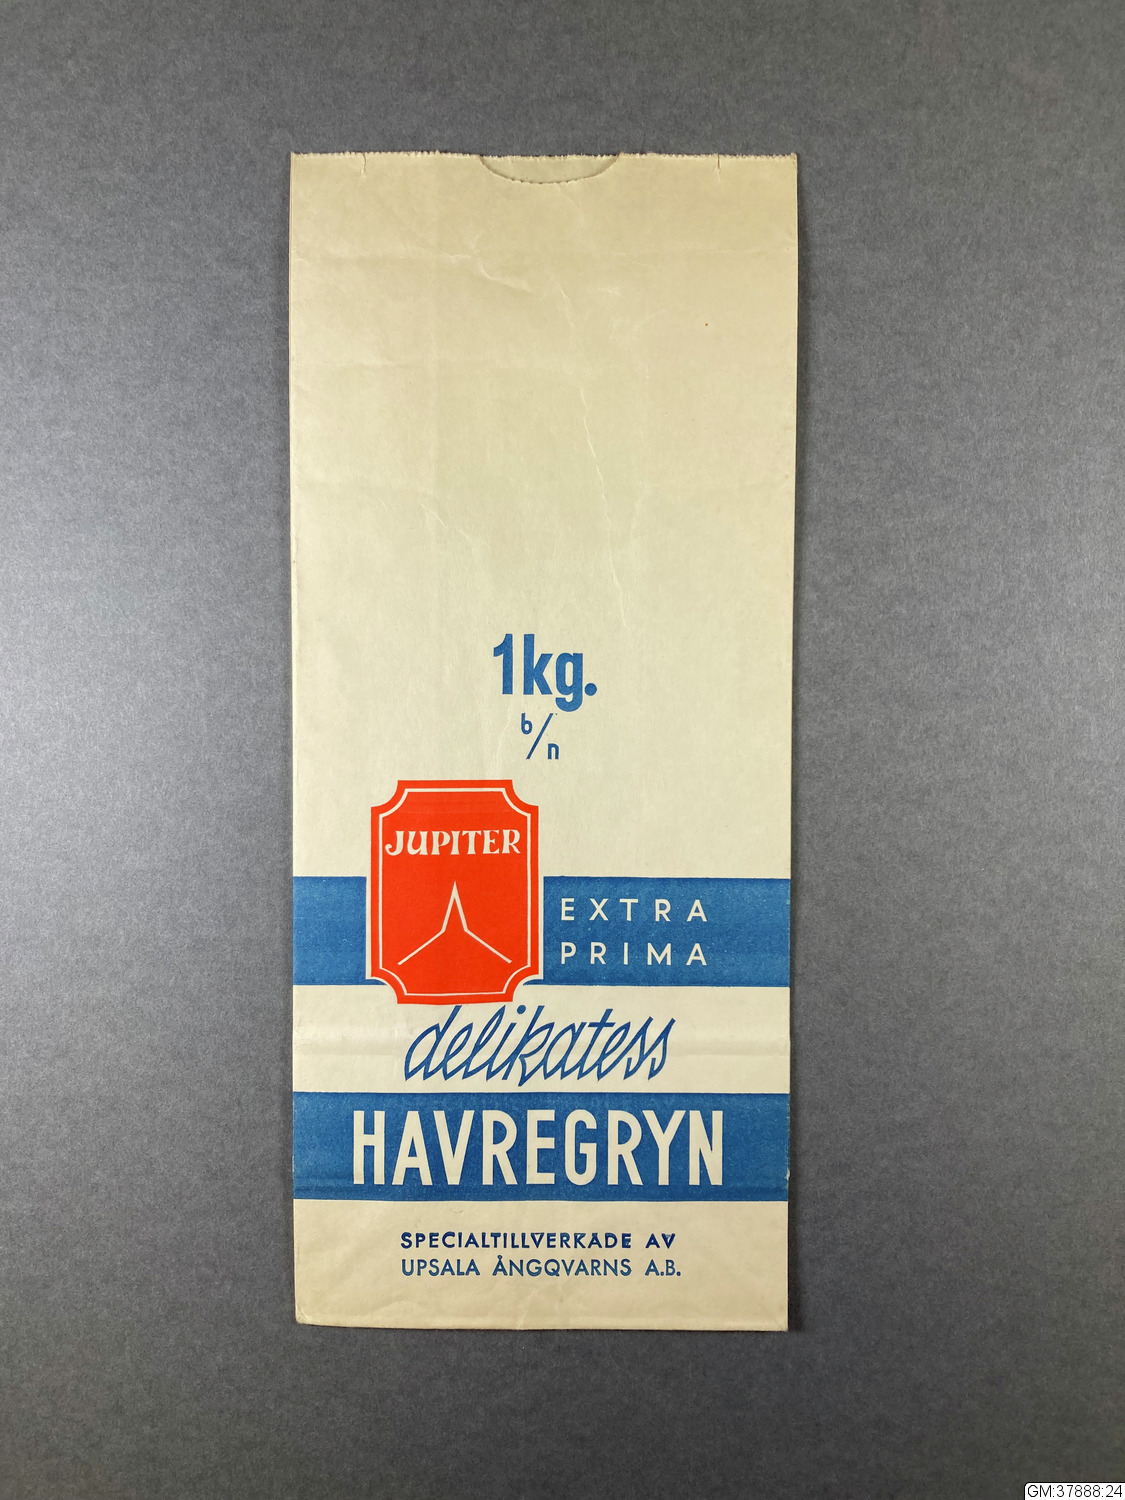 1kg.
b/n
JUPITER
EXTRA
PRIMA
delikatess
HAVREGRYN
SPECIALTILLVERKADE AV
UPSALA ÅNGQVARNS A.B.
GM:37888:24